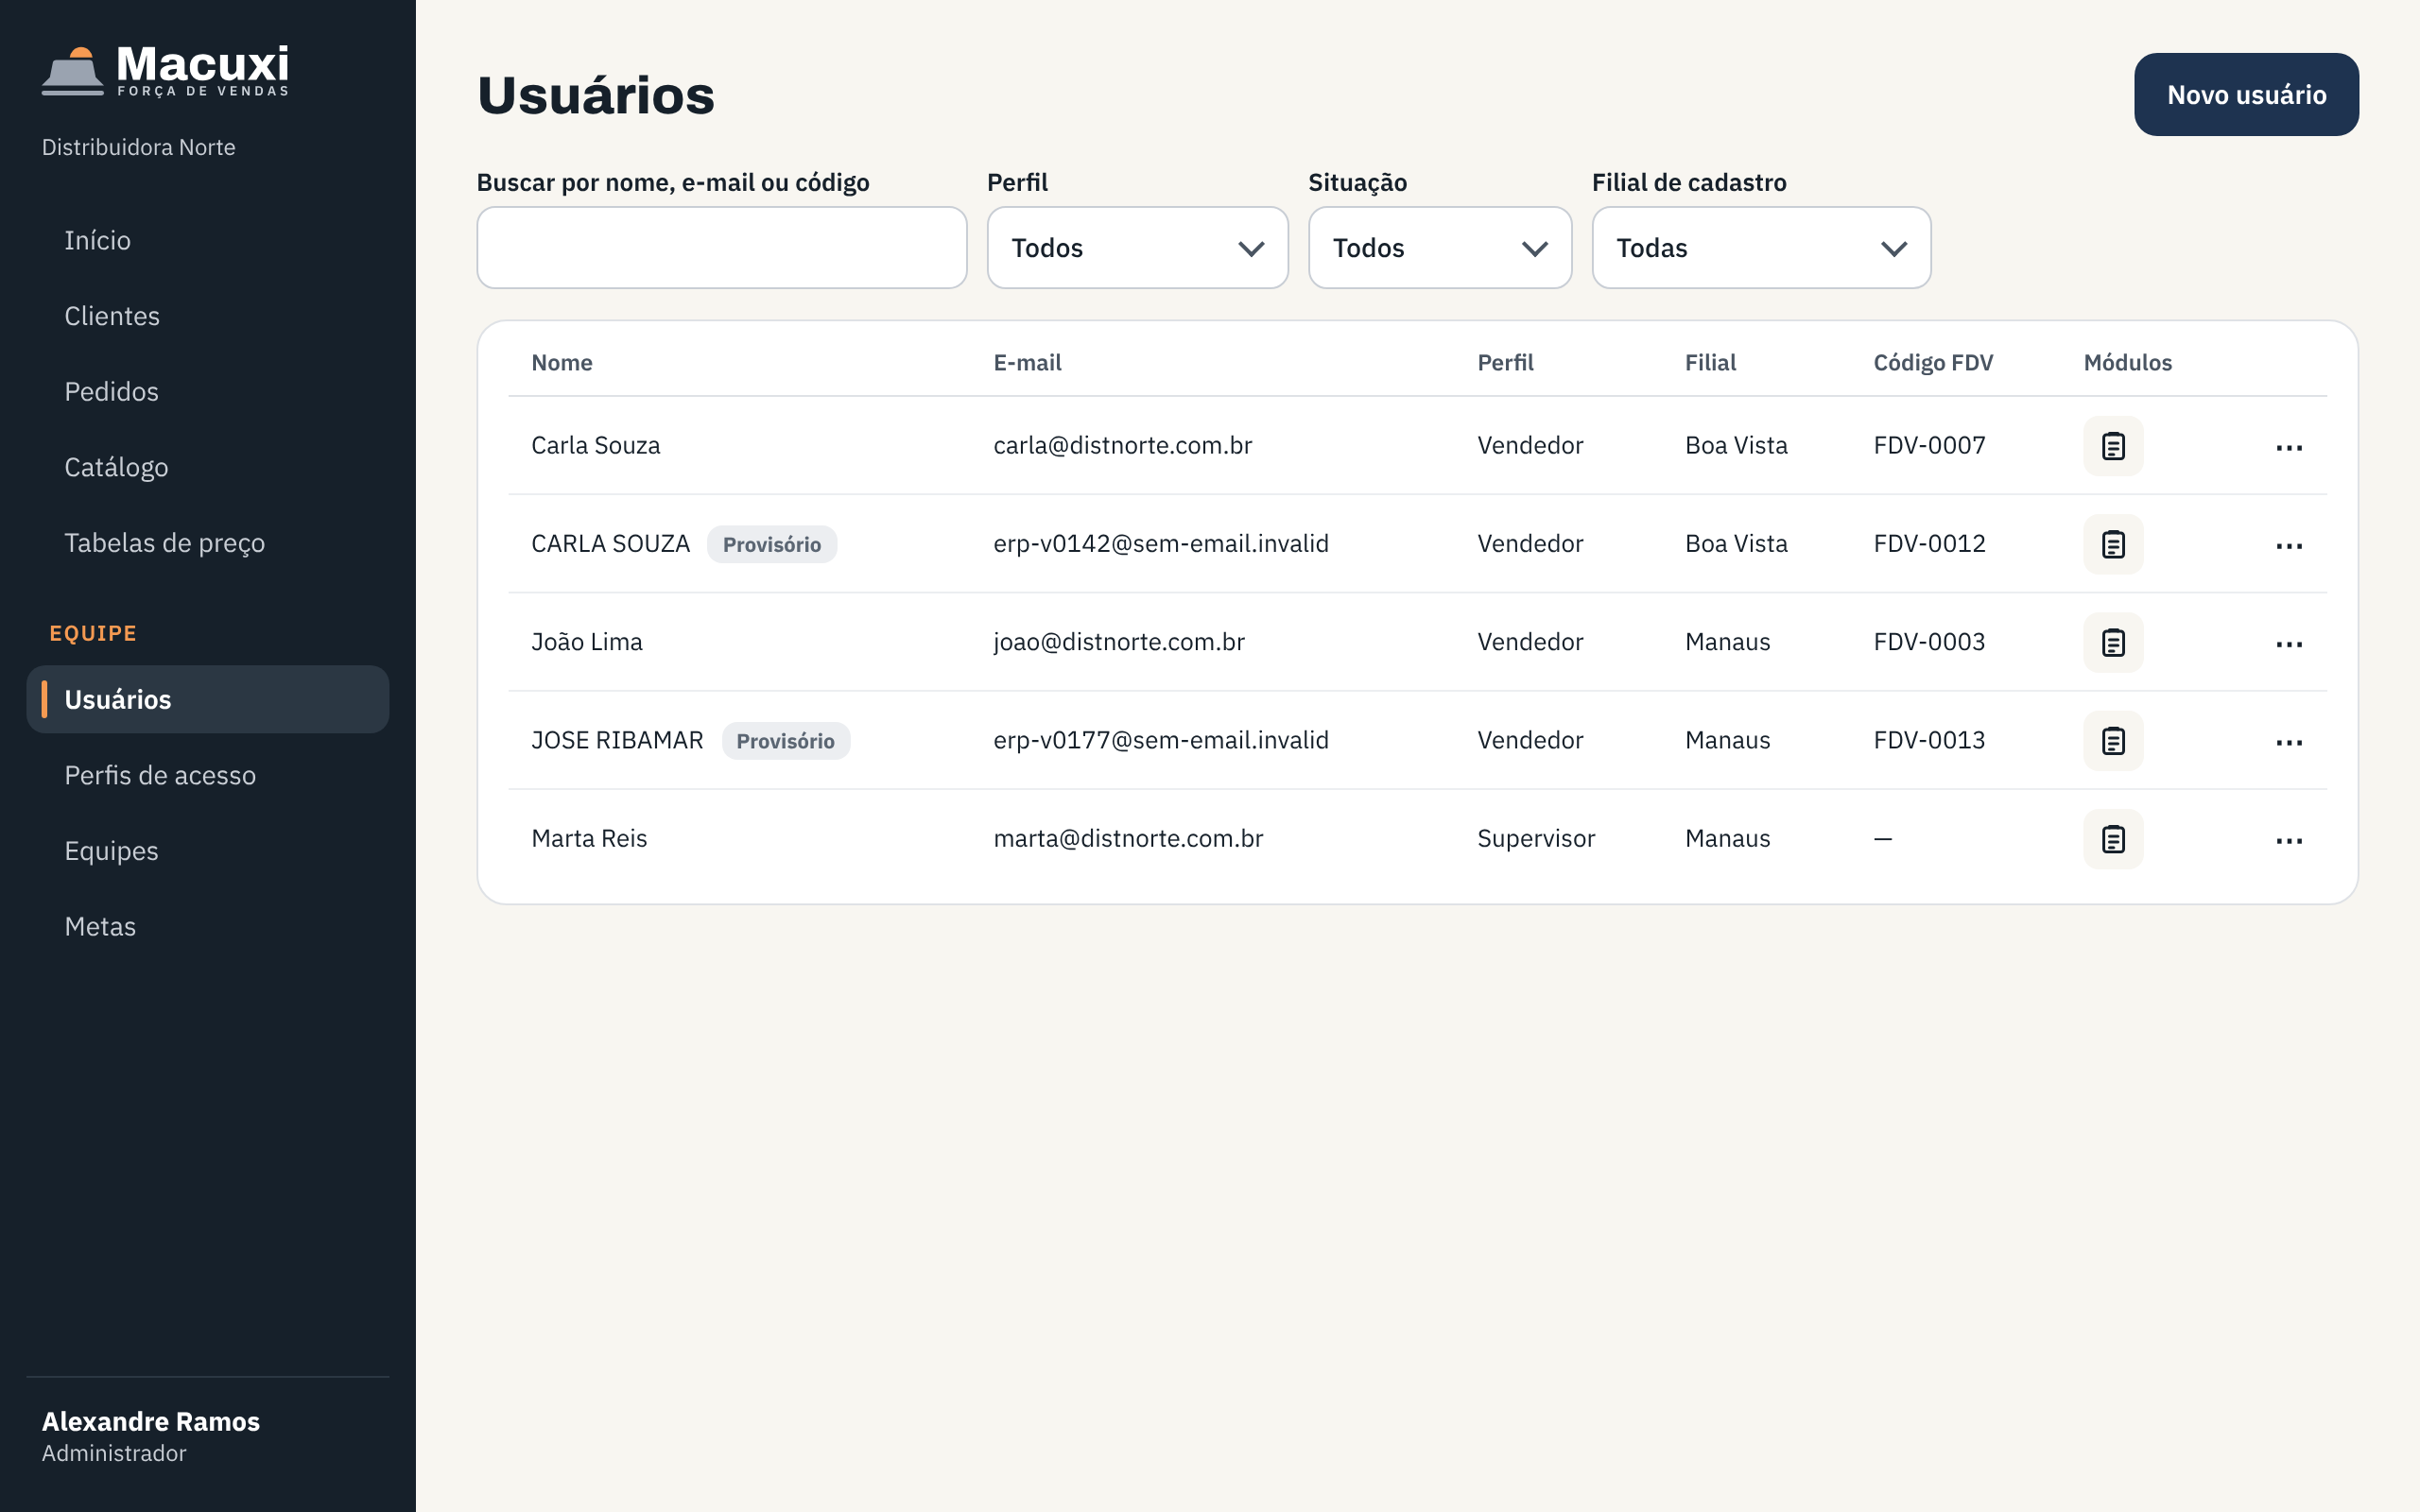 Macuxi
FORÇA DE VENDAS
Distribuidora Norte
Início
Clientes
Pedidos
Catálogo
Tabelas de preço
EQUIPE
Usuários
Perfis de acesso
Equipes
Metas
Alexandre Ramos
Administrador
Usuários
Novo usuário
Buscar por nome, e-mail ou código Perfil Situação Filial de cadastro
Todos Todos Todas
Nome E-mail Perfil Filial Código FDV Módulos
Carla Souza carla@distnorte.com.br Vendedor Boa Vista FDV-0007 ...
CARLA SOUZA Provisório erp-v0142@sem-email.invalid Vendedor Boa Vista FDV-0012 ...
João Lima joao@distnorte.com.br Vendedor Manaus FDV-0003 ...
JOSE RIBAMAR Provisório erp-v0177@sem-email.invalid Vendedor Manaus FDV-0013 ...
Marta Reis marta@distnorte.com.br Supervisor Manaus — ...